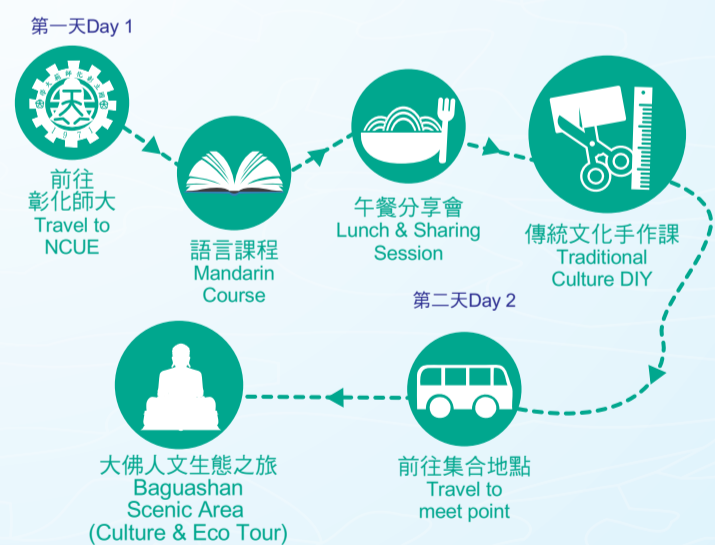 第一天Day 1
1971
前往
彰化師大
Travel to
NCUE
語言課程
Mandarin
Course
午餐分享會
Lunch & Sharing
Session
傳統文化手作課
Traditional
Culture DIY
第二天Day 2
前往集合地點
Travel to
meet point
大佛人文生態之旅
Baguashan
Scenic Area
(Culture & Eco Tour)